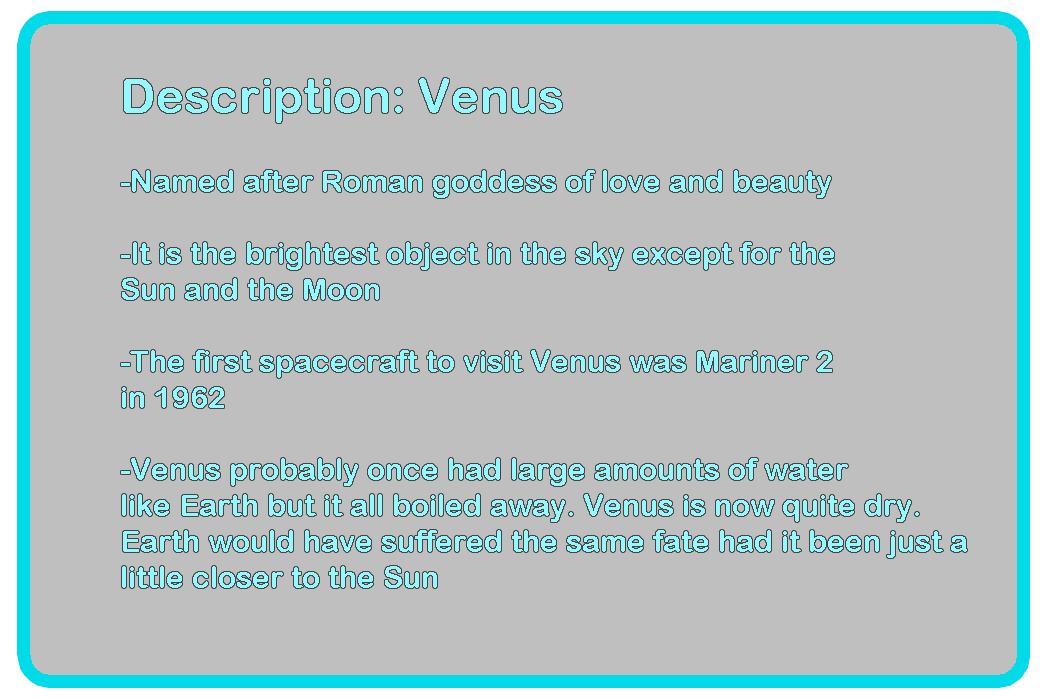 Description: Venus
-Named after Roman goddess of love and beauty
-It is the brightest object in the sky except for the
Sun and the Moon
-The first spacecraft to visit Venus was Mariner 2
in 1962
-Venus probably once had large amounts of water
like Earth but it all boiled away. Venus is now quite dry.
Earth would have suffered the same fate had it been just a
little closer to the Sun